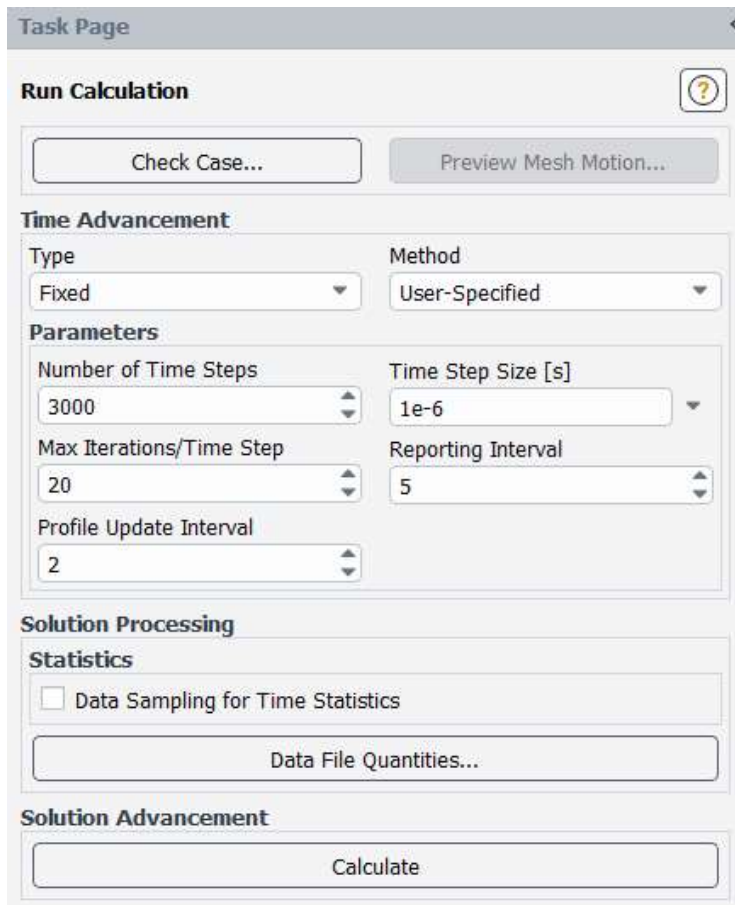 Task Page
Run Calculation
?
Check Case...
Preview Mesh Motion...
Time Advancement
Type
Method
Fixed
User-Specified
Parameters
Number of Time Steps
Time Step Size [s]
3000
1e-6
Max Iterations/Time Step
Reporting Interval
20
5
Profile Update Interval
2
Solution Processing
Statistics
Data Sampling for Time Statistics
Data File Quantities...
Solution Advancement
Calculate